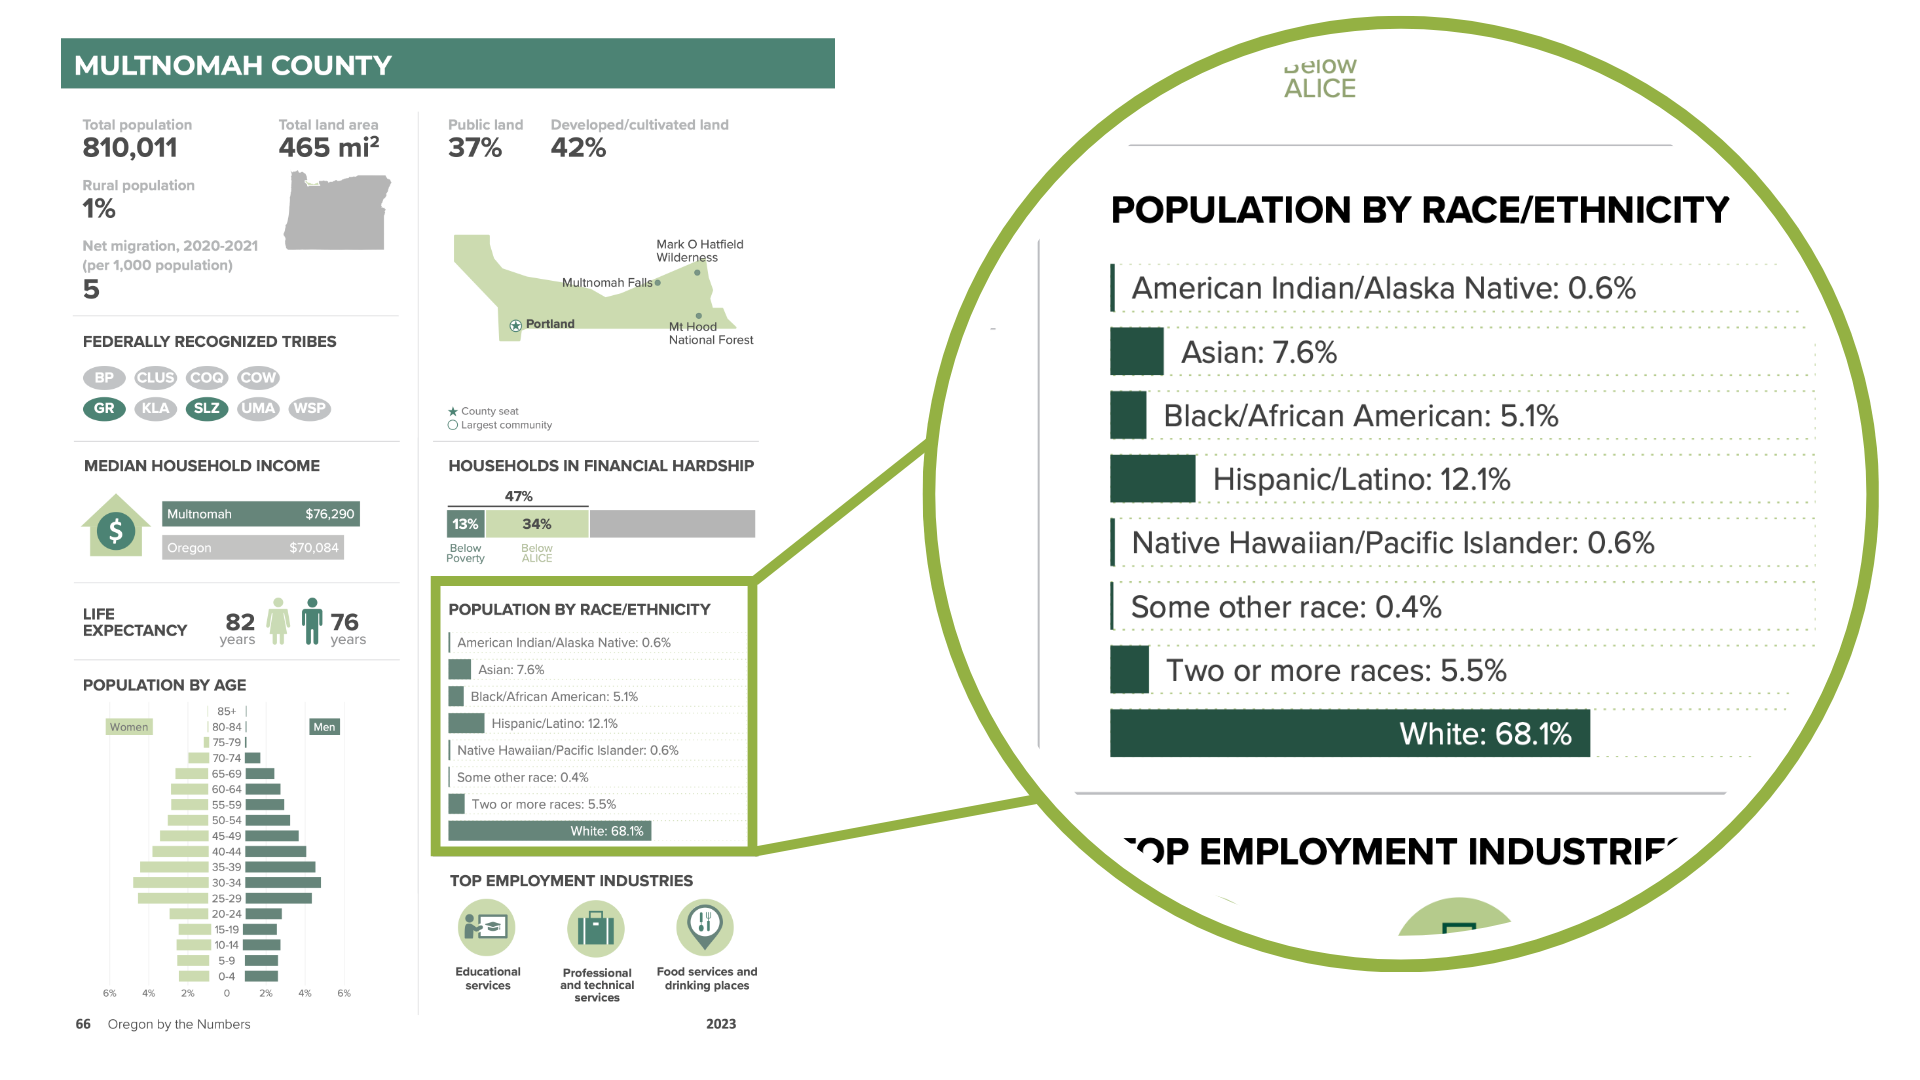 MULTNOMAH COUNTY
Total population
810,011
Total land area
465 mi²
Rural population
1%
Net migration, 2020-2021
(per 1,000 population)
5
FEDERALLY RECOGNIZED TRIBES
BP CLUS COQ COW
GR KLA SLZ UMA WSP
MEDIAN HOUSEHOLD INCOME
$
Multnomah $76,290
Oregon $70,084
LIFE
EXPECTANCY
82
years
76
years
POPULATION BY AGE
Women
Men
85+
80-84
75-79
70-74
65-69
60-64
55-59
50-54
45-49
40-44
35-39
30-34
25-29
20-24
15-19
10-14
5-9
0-4
6% 4% 2% 0 2% 4% 6%
66 Oregon by the Numbers
Public land
37%
Developed/cultivated land
42%
Mark O Hatfield
Wilderness
Multnomah Falls
Portland
Mt Hood
National Forest
County seat
Largest community
HOUSEHOLDS IN FINANCIAL HARDSHIP
47%
13% 34%
Below
Poverty
Below
ALICE
POPULATION BY RACE/ETHNICITY
American Indian/Alaska Native: 0.6%
Asian: 7.6%
Black/African American: 5.1%
Hispanic/Latino: 12.1%
Native Hawaiian/Pacific Islander: 0.6%
Some other race: 0.4%
Two or more races: 5.5%
White: 68.1%
TOP EMPLOYMENT INDUSTRIES
Educational
services
Professional
and technical
services
Food services and
drinking places
2023
Below
ALICE
POPULATION BY RACE/ETHNICITY
American Indian/Alaska Native: 0.6%
Asian: 7.6%
Black/African American: 5.1%
Hispanic/Latino: 12.1%
Native Hawaiian/Pacific Islander: 0.6%
Some other race: 0.4%
Two or more races: 5.5%
White: 68.1%
TOP EMPLOYMENT INDUSTRIES